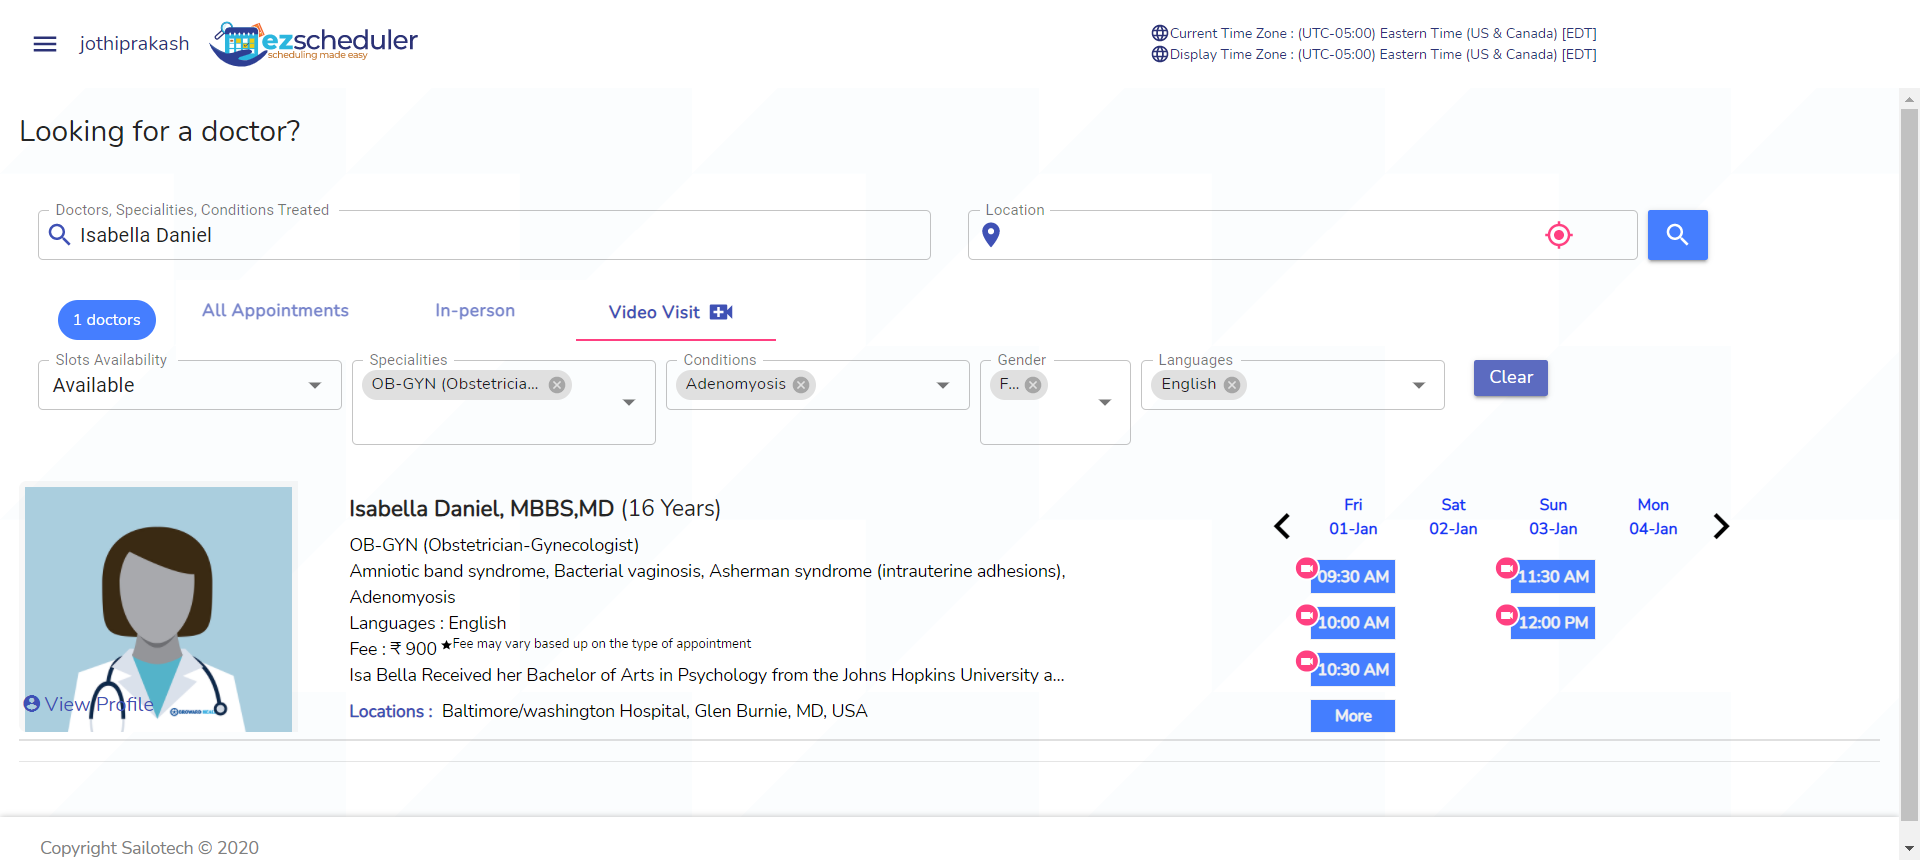 jothiprakash
ezscheduler
scheduling made easy
Current Time Zone : (UTC-05:00) Eastern Time (US & Canada) [EDT]
Display Time Zone : (UTC-05:00) Eastern Time (US & Canada) [EDT]
Looking for a doctor?
Doctors, Specialities, Conditions Treated
Isabella Daniel
Location
1 doctors
All Appointments
In-person
Video Visit
Slots Availability
Available
Specialities
OB-GYN (Obstetricia...
Conditions
Adenomyosis
Gender
F...
Languages
English
Clear
Isabella Daniel, MBBS,MD (16 Years)
OB-GYN (Obstetrician-Gynecologist)
Amniotic band syndrome, Bacterial vaginosis, Asherman syndrome (intrauterine adhesions),
Adenomyosis
Languages : English
Fee : ₹ 900 ★Fee may vary based up on the type of appointment
Isa Bella Received her Bachelor of Arts in Psychology from the Johns Hopkins University a...
Locations : Baltimore/washington Hospital, Glen Burnie, MD, USA
View Profile
Fri Sat Sun Mon
01-Jan 02-Jan 03-Jan 04-Jan
09:30 AM 11:30 AM
10:00 AM 12:00 PM
10:30 AM
More
Copyright Sailotech © 2020